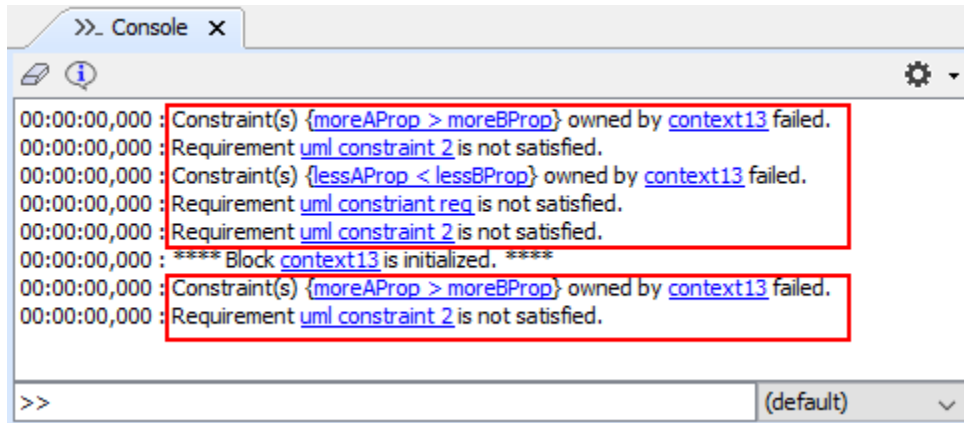 Console
00:00:00,000 : Constraint(s) {moreAProp > moreBProp} owned by context13 failed.
00:00:00,000 : Requirement uml constraint 2 is not satisfied.
00:00:00,000 : Constraint(s) {lessAProp < lessBProp} owned by context13 failed.
00:00:00,000 : Requirement uml constriant req is not satisfied.
00:00:00,000 : Requirement uml constraint 2 is not satisfied.
00:00:00,000 : **** Block context13 is initialized. ****
00:00:00,000 : Constraint(s) {moreAProp > moreBProp} owned by context13 failed.
00:00:00,000 : Requirement uml constraint 2 is not satisfied.
>> (default)